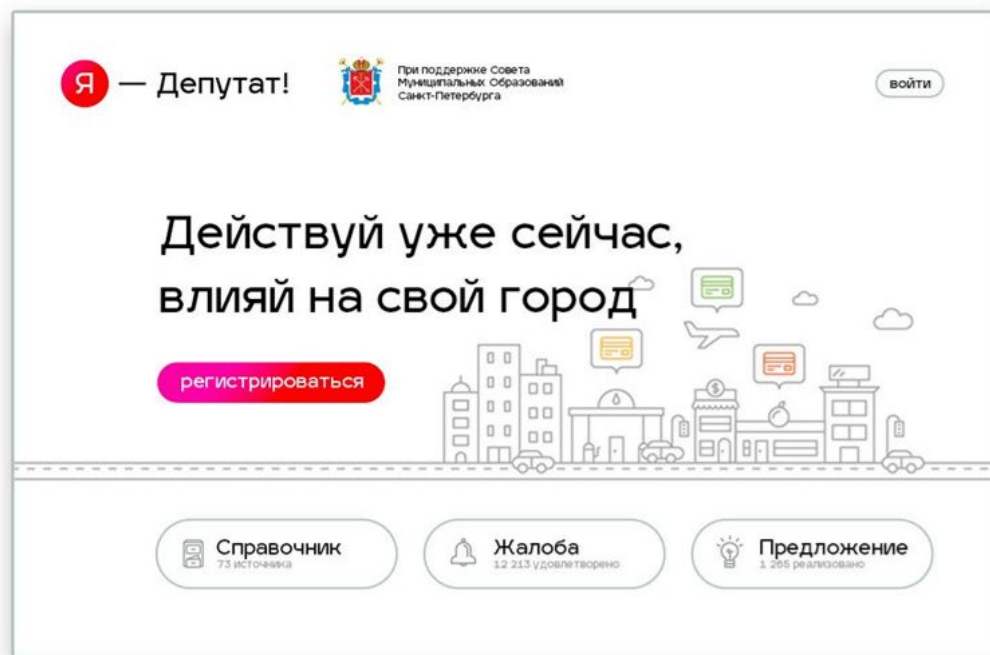 Я — Депутат!
При поддержке Совета
Муниципальных Образований
Санкт-Петербурга
войти
Действуй уже сейчас,
влияй на свой город
регистрироваться
Справочник
73 источника
Жалоба
12 213 удовлетворено
Предложение
1 265 реализовано